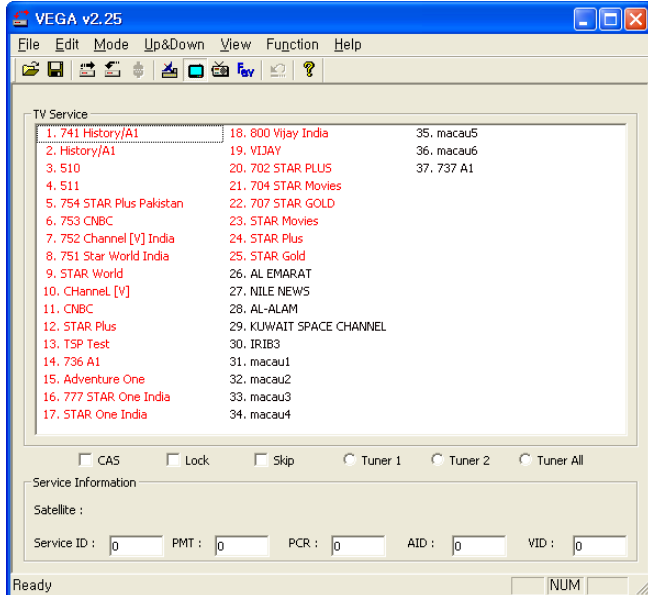 VEGA v2.25
File Edit Mode Up&Down View Function Help
Fav
TV Service
1. 741 History/A1
2. History/A1
3. 510
4. 511
5. 754 STAR Plus Pakistan
6. 753 CNBC
7. 752 Channel [V] India
8. 751 Star World India
9. STAR World
10. CHanneL [V]
11. CNBC
12. STAR Plus
13. TSP Test
14. 736 A1
15. Adventure One
16. 777 STAR One India
17. STAR One India
18. 800 Vijay India
19. VIJAY
20. 702 STAR PLUS
21. 704 STAR Movies
22. 707 STAR GOLD
23. STAR Movies
24. STAR Plus
25. STAR Gold
26. AL EMARAT
27. NILE NEWS
28. AL-ALAM
29. KUWAIT SPACE CHANNEL
30. IRIB3
31. macau1
32. macau2
33. macau3
34. macau4
35. macau5
36. macau6
37. 737 A1
CAS Lock Skip Tuner 1 Tuner 2 Tuner All
Service Information
Satellite :
Service ID : 0 PMT : 0 PCR : 0 AID : 0 VID : 0
Ready NUM